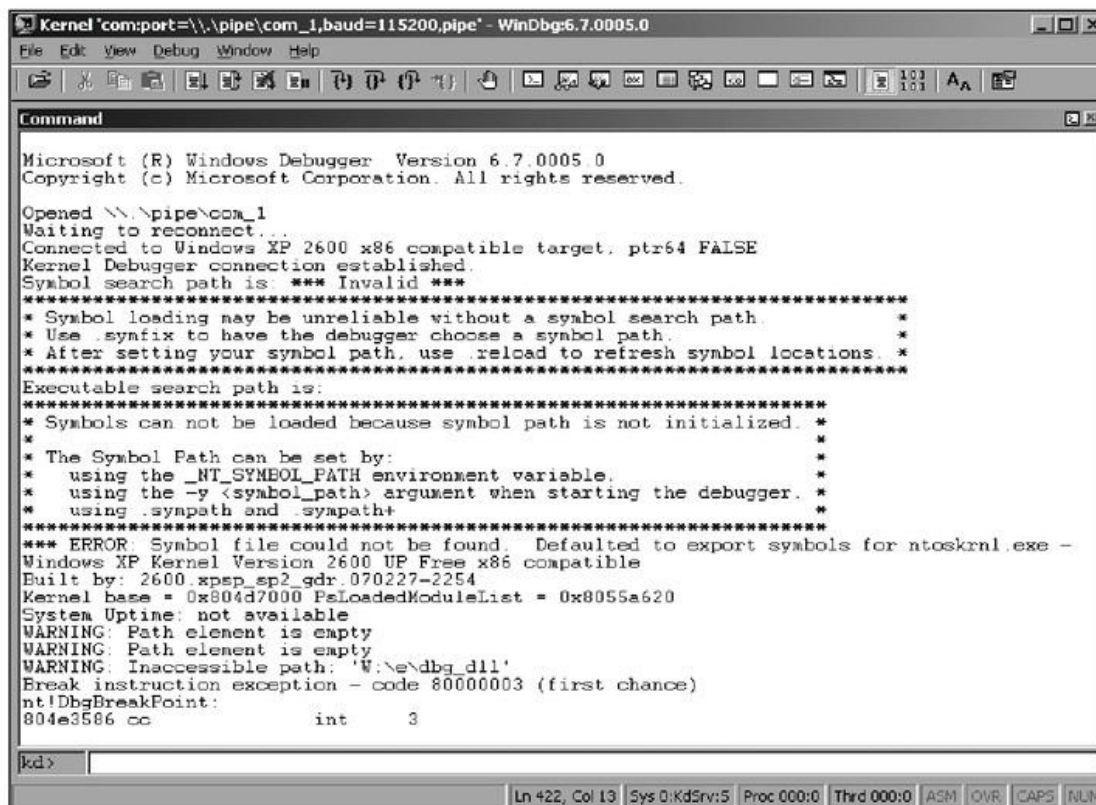 Kernel 'com:port=\\.\pipe\com_1,baud=115200,pipe' - WinDbg:6.7.0005.0
File Edit View Debug Window Help
Command
Microsoft (R) Windows Debugger  Version 6.7.0005.0
Copyright (c) Microsoft Corporation. All rights reserved.
Opened \\.\pipe\com_1
Waiting to reconnect...
Connected to Windows XP 2600 x86 compatible target, ptr64 FALSE
Kernel Debugger connection established.
Symbol search path is: *** Invalid ***
****************************************************************************
* Symbol loading may be unreliable without a symbol search path.           *
* Use .symfix to have the debugger choose a symbol path.                   *
* After setting your symbol path, use .reload to refresh symbol locations. *
****************************************************************************
Executable search path is:
*********************************************************************
* Symbols can not be loaded because symbol path is not initialized. *
*                                                                   *
* The Symbol Path can be set by:                                    *
*   using the _NT_SYMBOL_PATH environment variable.                 *
*   using the -y <symbol_path> argument when starting the debugger. *
*   using .sympath and .sympath+                                    *
*********************************************************************
*** ERROR: Symbol file could not be found.  Defaulted to export symbols for ntoskrnl.exe -
Windows XP Kernel Version 2600 UP Free x86 compatible
Built by: 2600.xpsp_sp2_gdr.070227-2254
Kernel base = 0x804d7000 PsLoadedModuleList = 0x8055a620
System Uptime: not available
WARNING: Path element is empty
WARNING: Path element is empty
WARNING: Inaccessible path: 'W:\e\dbg_dll'
Break instruction exception - code 80000003 (first chance)
nt!DbgBreakPoint:
804e3586 cc              int     3
kd>
Ln 422, Col 13 Sys 0:KdSrv:S Proc 000:0 Thrd 000:0 ASM OVR CAPS NUM